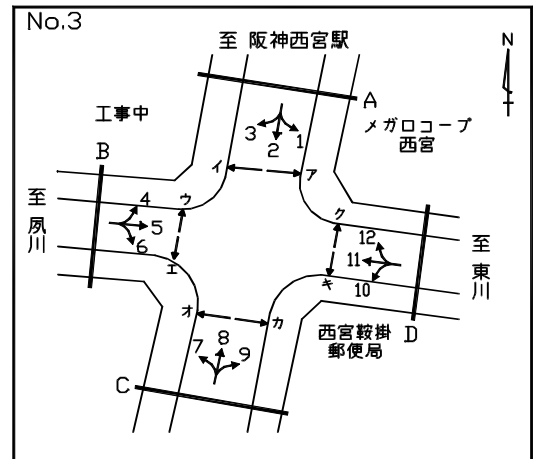 No.3
至 阪神西宮駅
N
工事中
A
メガロコープ
西宮
B
3
2
1
イ
ア
至
夙
川
4
5
6
ウ
エ
ク
キ
12
11
10
至
東
川
オ
カ
7
8
9
西宮鞍掛
郵便局
D
C